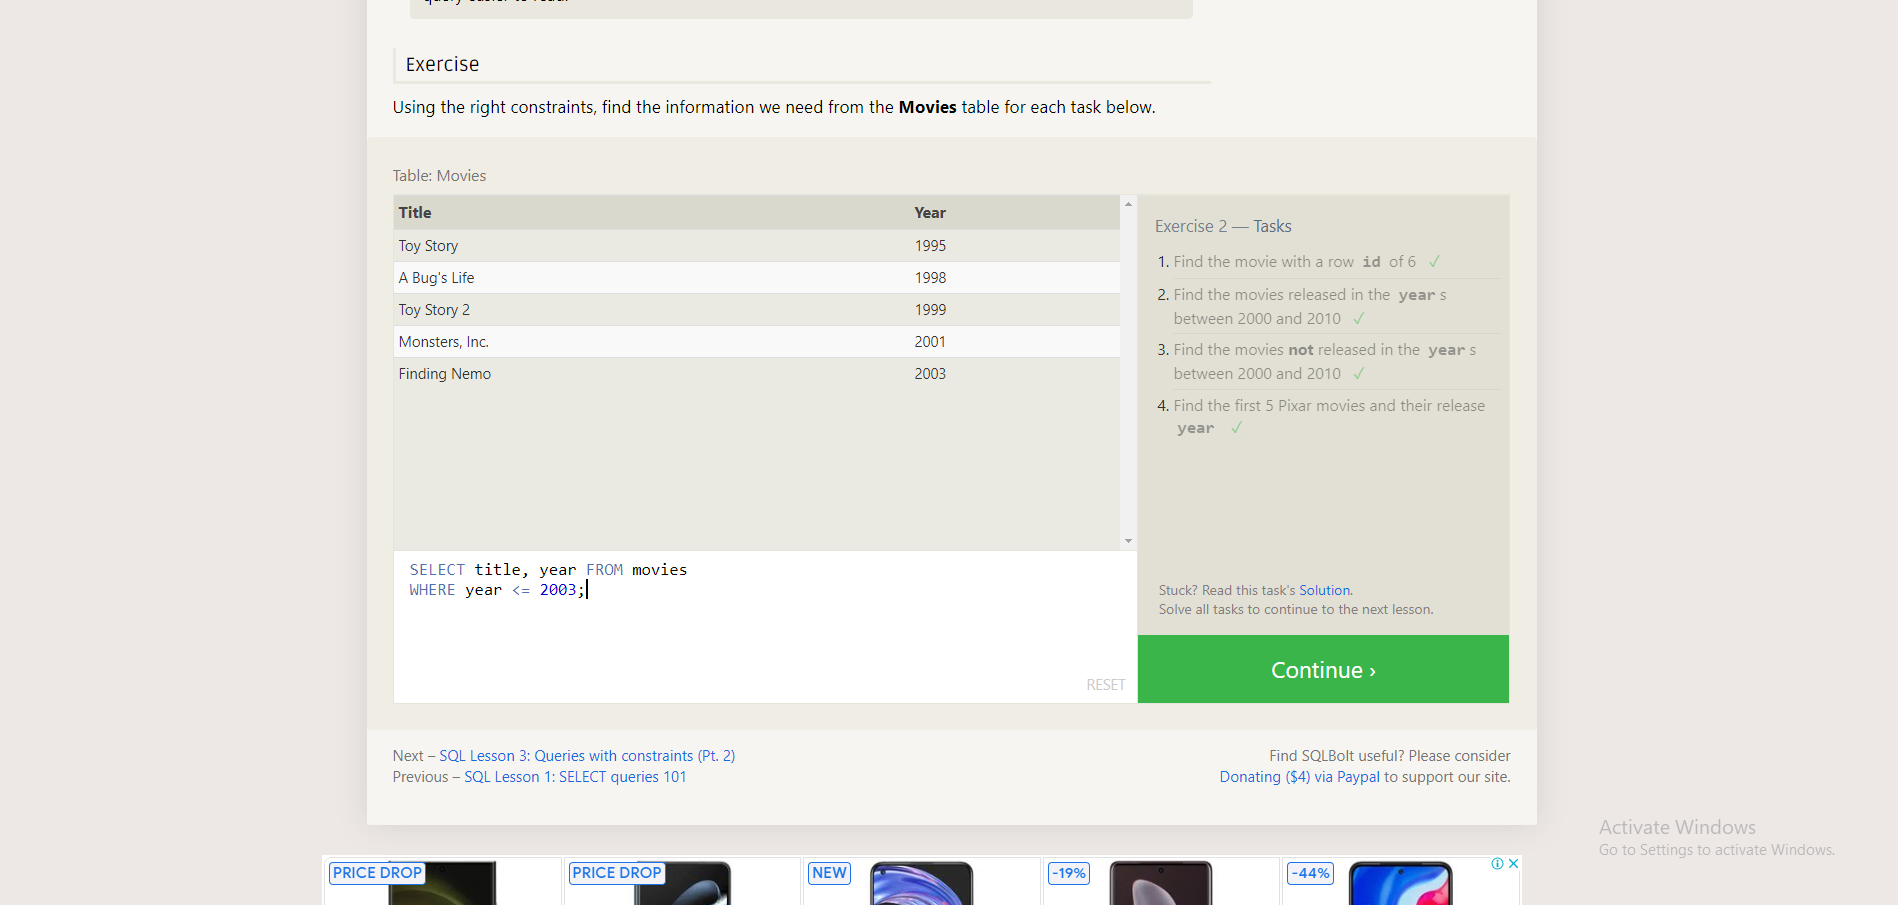 query easier to read.
Exercise
Using the right constraints, find the information we need from the Movies table for each task below.
Table: Movies
Title Year
Toy Story 1995
A Bug's Life 1998
Toy Story 2 1999
Monsters, Inc. 2001
Finding Nemo 2003
SELECT title, year FROM movies
WHERE year <= 2003;
RESET
Exercise 2 — Tasks
1. Find the movie with a row id of 6 ✓
2. Find the movies released in the year s
between 2000 and 2010 ✓
3. Find the movies not released in the year s
between 2000 and 2010 ✓
4. Find the first 5 Pixar movies and their release
year ✓
Stuck? Read this task's Solution.
Solve all tasks to continue to the next lesson.
Continue ›
Next – SQL Lesson 3: Queries with constraints (Pt. 2)
Previous – SQL Lesson 1: SELECT queries 101
Find SQLBolt useful? Please consider
Donating ($4) via Paypal to support our site.
Activate Windows
Go to Settings to activate Windows.
PRICE DROP
PRICE DROP
NEW
-19%
-44%